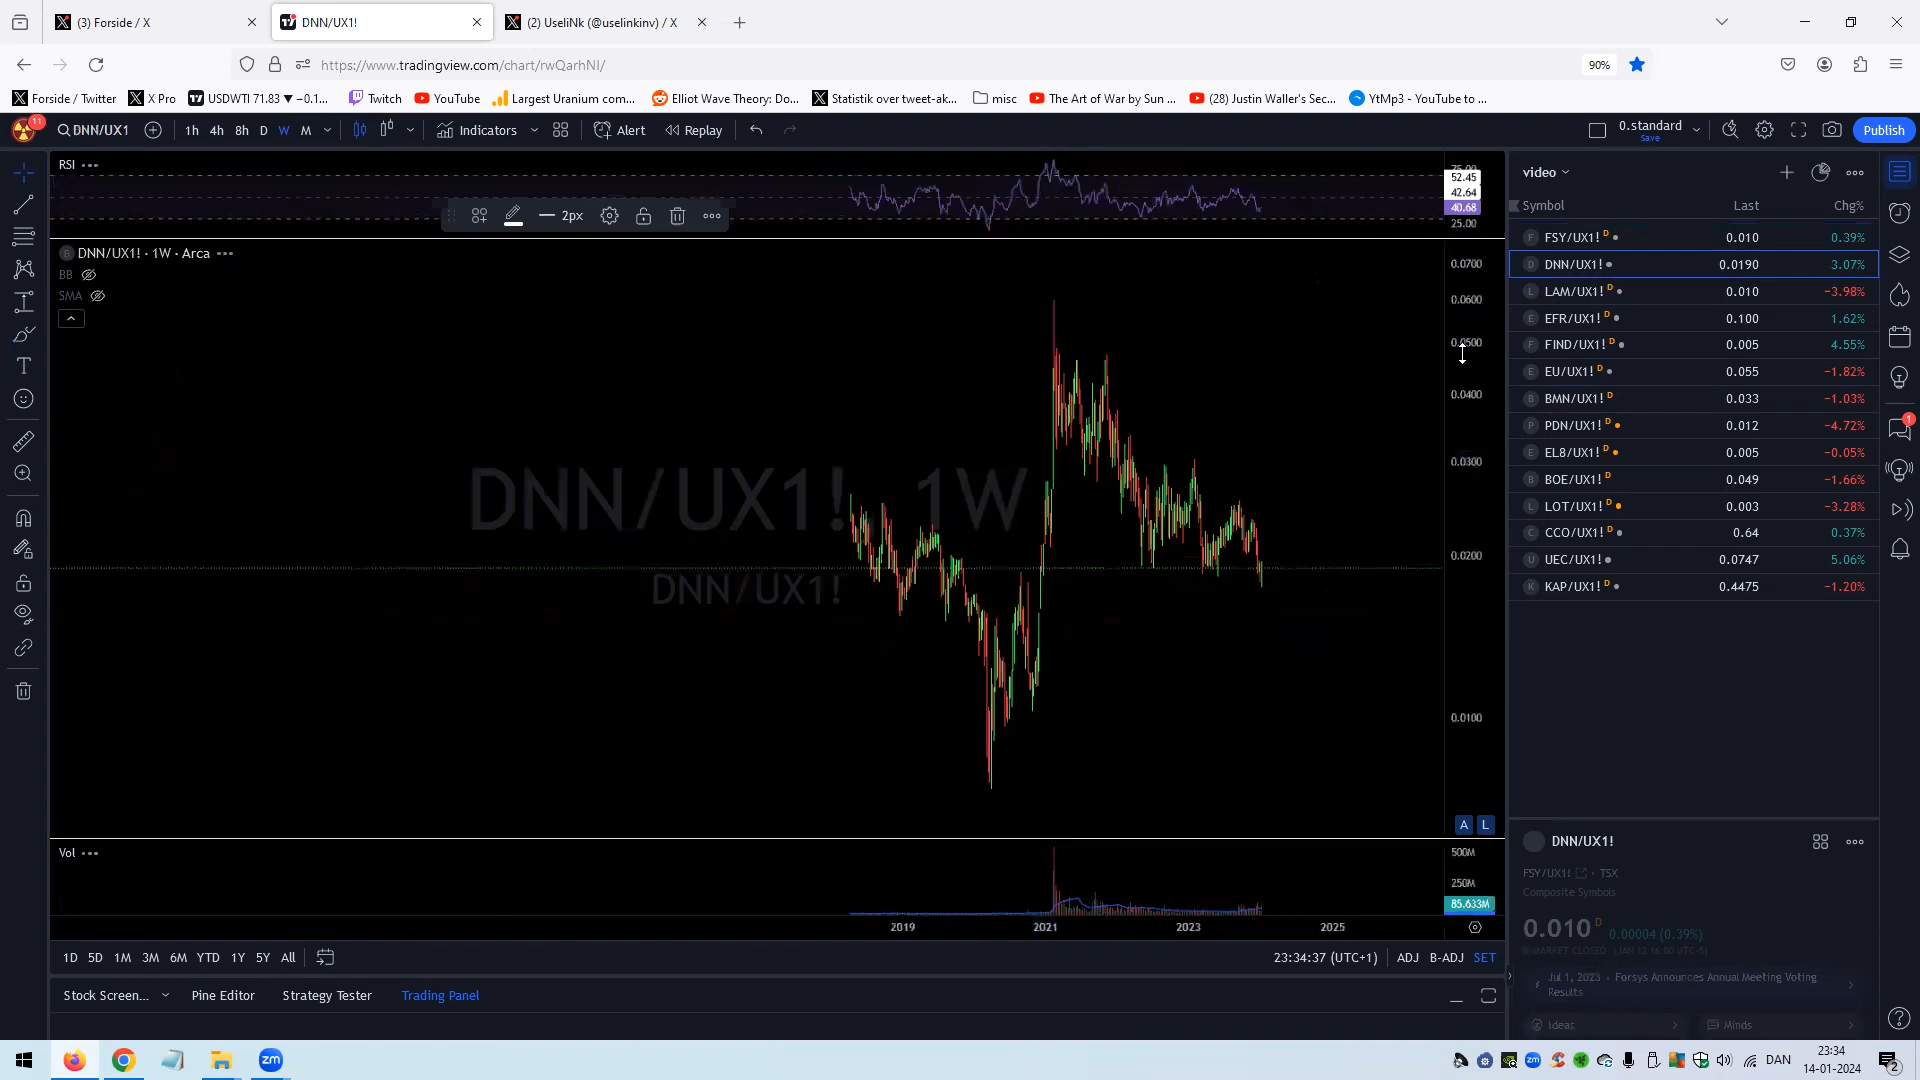 (3) Forside / X
DNN/UX1!
(2) UseliNk (@uselinkinv) / X
https://www.tradingview.com/chart/rwQarhNI/
90%
Forside / Twitter
X Pro
USDWTI 71.83 ▼ −0.1...
Twitch
YouTube
Largest Uranium com...
Elliot Wave Theory: Do...
Statistik over tweet-ak...
misc
The Art of War by Sun ...
(28) Justin Waller's Sec...
YtMp3 - YouTube to ...
11
DNN/UX1
1h 4h 8h D W M
Indicators
Alert
Replay
0.standard
Save
Publish
RSI
2px
75.00
52.45
42.64
40.68
25.00
DNN/UX1! · 1W · Arca
BB
SMA
DNN/UX1!, 1W
DNN/UX1!
0.0700
0.0600
0.0500
0.0400
0.0300
0.0200
0.0100
A L
Vol
500M
250M
85.633M
2019 2021 2023 2025
1D 5D 1M 3M 6M YTD 1Y 5Y All
23:34:37 (UTC+1) ADJ B-ADJ SET
Stock Screen... Pine Editor Strategy Tester Trading Panel
video
Symbol Last Chg%
F FSY/UX1! D 0.010 0.39%
D DNN/UX1! 0.0190 3.07%
L LAM/UX1! D 0.010 −3.98%
E EFR/UX1! D 0.100 1.62%
F FIND/UX1! D 0.005 4.55%
E EU/UX1! D 0.055 −1.82%
B BMN/UX1! D 0.033 −1.03%
P PDN/UX1! D 0.012 −4.72%
E EL8/UX1! D 0.005 −0.05%
B BOE/UX1! D 0.049 −1.66%
L LOT/UX1! D 0.003 −3.28%
C CCO/UX1! D 0.64 0.37%
U UEC/UX1! 0.0747 5.06%
K KAP/UX1! D 0.4475 −1.20%
DNN/UX1!
FSY/UX1! · TSX
Composite Symbols
0.010 D 0.00004 (0.39%)
MARKET CLOSED
Jul 1, 2023 · Forsys Announces Annual Meeting Voting
Results
Ideas
Minds
1
DAN
23:34
14-01-2024
2